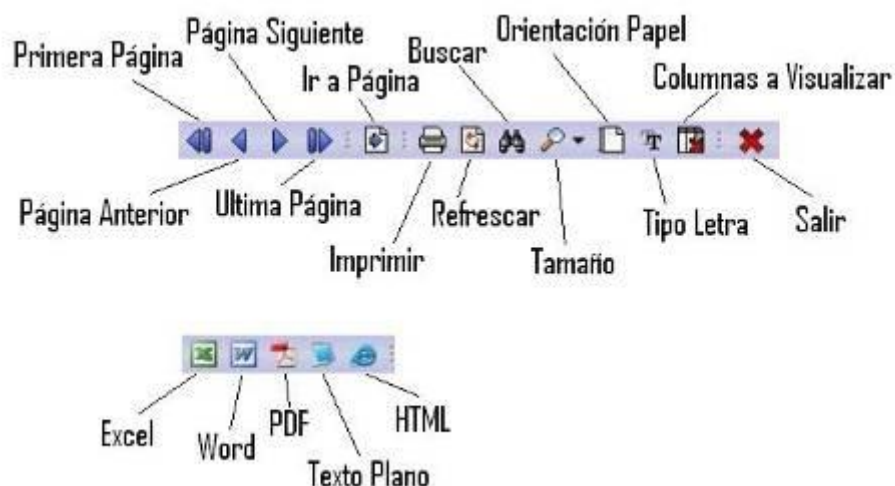 Orientación Papel
Página Siguiente
Buscar
Primera Página
Ir a Página
Columnas a Visualizar
Página Anterior
Ultima Página
Refrescar
Tipo Letra
Salir
Imprimir
Tamaño
Excel
Word
PDF
HTML
Texto Plano